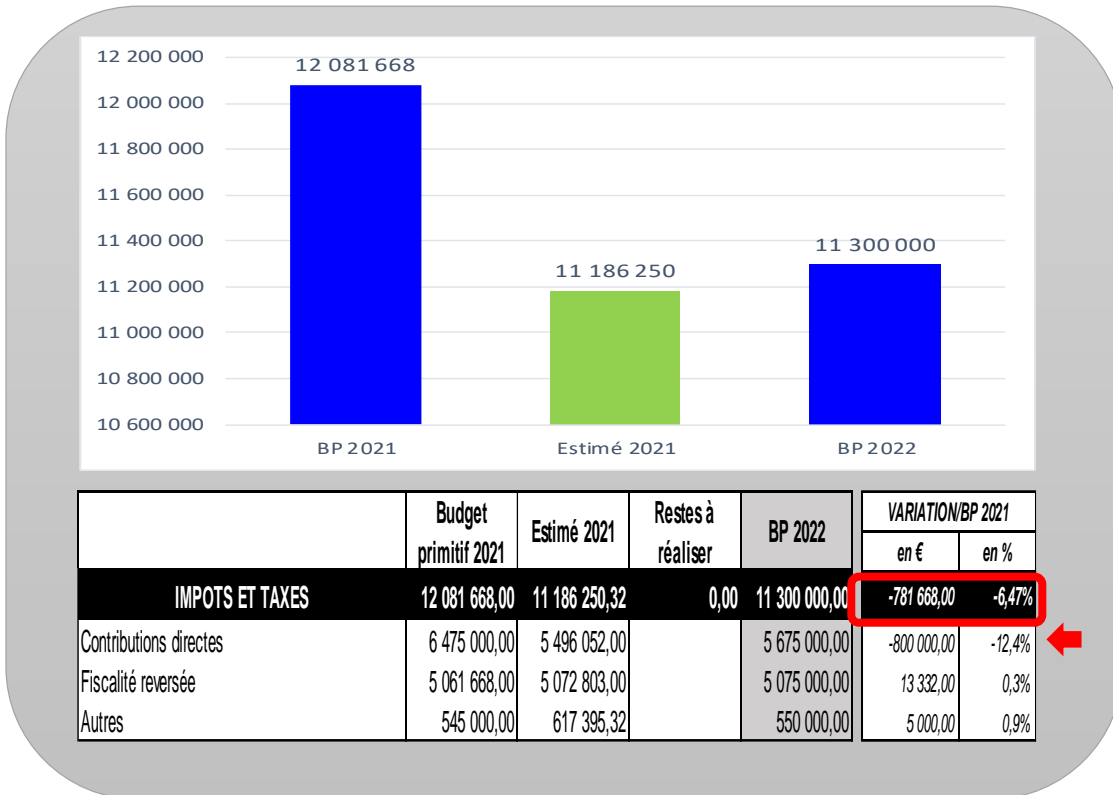 12 200 000
12 081 668
12 000 000
11 800 000
11 600 000
11 400 000
11 300 000
11 186 250
11 200 000
11 000 000
10 800 000
10 600 000
BP 2021 Estimé 2021 BP 2022
Budget primitif 2021 Estimé 2021 Restes à réaliser BP 2022 VARIATION/BP 2021
en € en %
IMPOTS ET TAXES 12 081 668,00 11 186 250,32 0,00 11 300 000,00 -781 668,00 -6,47%
Contributions directes 6 475 000,00 5 496 052,00 5 675 000,00 -800 000,00 -12,4%
Fiscalité reversée 5 061 668,00 5 072 803,00 5 075 000,00 13 332,00 0,3%
Autres 545 000,00 617 395,32 550 000,00 5 000,00 0,9%